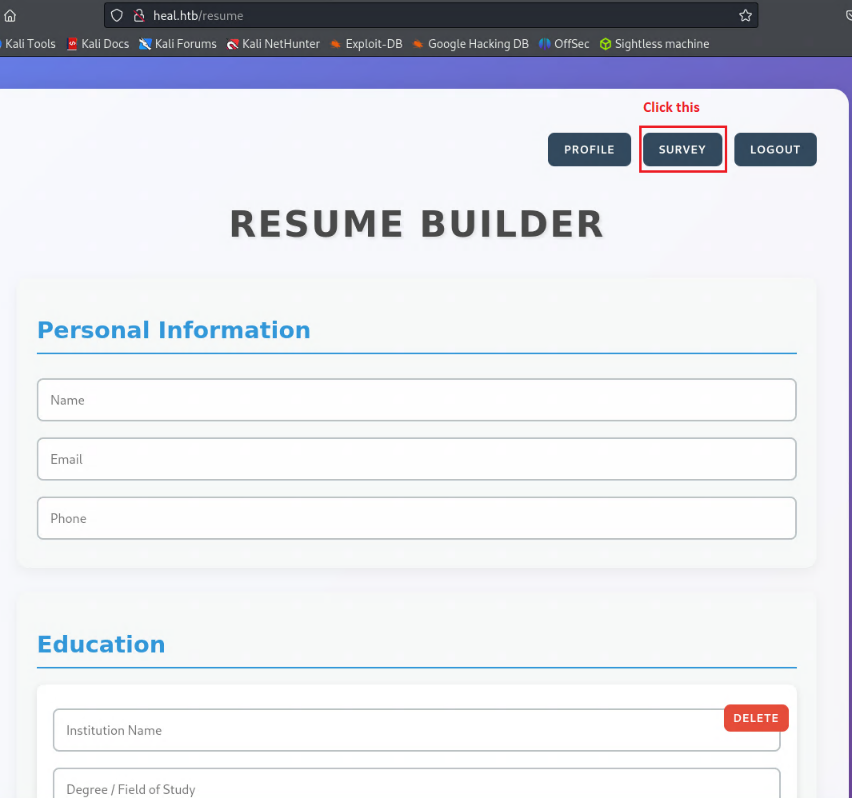 heal.htb/resume
Kali Tools Kali Docs Kali Forums Kali NetHunter Exploit-DB Google Hacking DB OffSec Sightless machine
Click this
PROFILE SURVEY LOGOUT
RESUME BUILDER
Personal Information
Name
Email
Phone
Education
DELETE
Institution Name
Degree / Field of Study